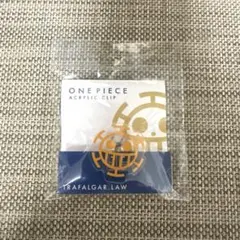 ONE PIECE
ACRYLIC CLIP
TRAFALGAR.LAW